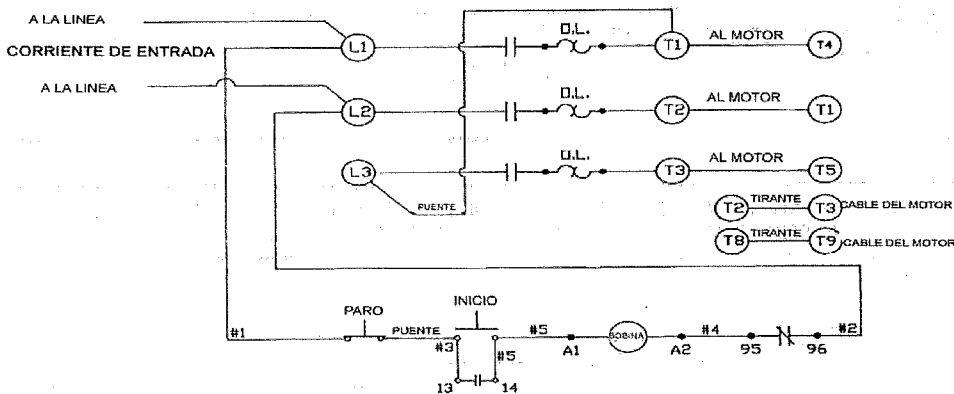 A LA LINEA
CORRIENTE DE ENTRADA
A LA LINEA
L1 O.L. T1 AL MOTOR T4
L2 O.L. T2 AL MOTOR T1
L3 O.L. T3 AL MOTOR T5
PUENTE
T2 TIRANTE T3 CABLE DEL MOTOR
T8 TIRANTE T9 CABLE DEL MOTOR
PARO
INICIO
#1 PUENTE #3 #5 A1 BOBINA A2 #4 95 96 #2
#5
13 14